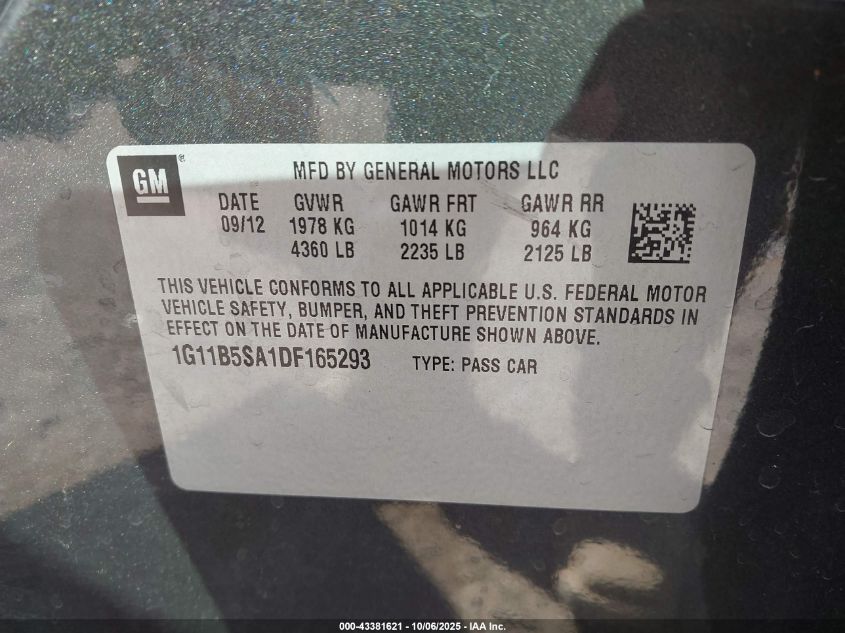 GM ®
MFD BY GENERAL MOTORS LLC
DATE GVWR GAWR FRT GAWR RR
09/12 1978 KG 1014 KG 964 KG
4360 LB 2235 LB 2125 LB
THIS VEHICLE CONFORMS TO ALL APPLICABLE U.S. FEDERAL MOTOR
VEHICLE SAFETY, BUMPER, AND THEFT PREVENTION STANDARDS IN
EFFECT ON THE DATE OF MANUFACTURE SHOWN ABOVE.
1G11B5SA1DF165293 TYPE: PASS CAR
000-43381621 - 10/06/2025 - IAA Inc.